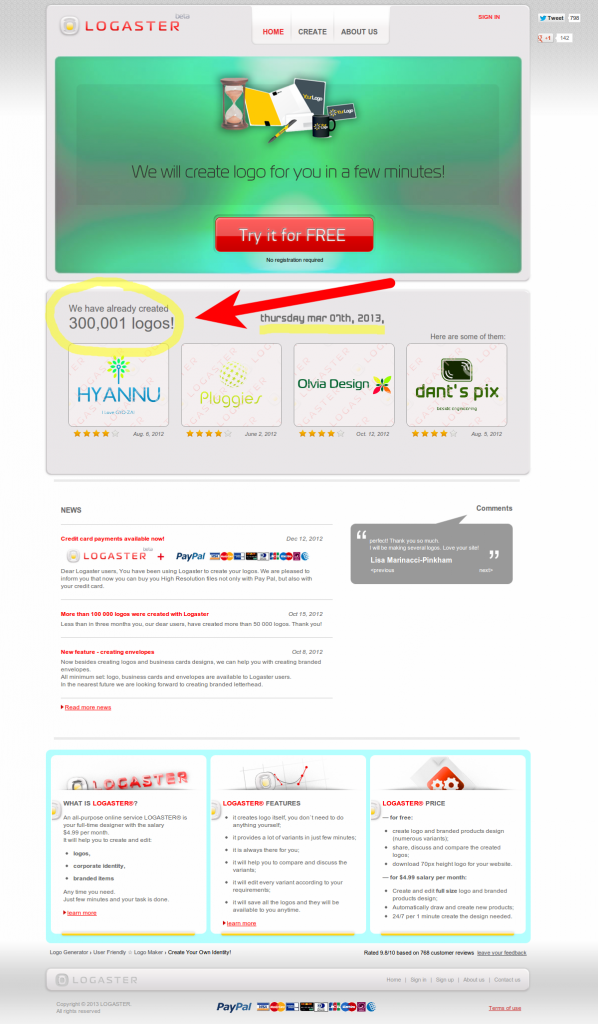 beta
LOGASTER
HOME
CREATE
ABOUT US
SIGN IN
Tweet
798
+1
142
YourLogo
We will create logo for you in a few minutes!
Try it for FREE
No registration required
We have already created
300,001 logos!
thursday mar 07th, 2013,
Here are some of them:
HYANNU
Pluggies
Olvia Design
dant's pix
Aug. 6, 2012
June 2, 2012
Oct. 12, 2012
Aug. 5, 2012
NEWS
Credit card payments available now!
Dec 12, 2012
LOGASTER
beta
+
PayPal
Dear Logaster users, You have been using Logaster to create your logos. We are pleased to
inform you that now you can buy you High Resolution files not only with Pay Pal, but also with
your credit card.
More than 100 000 logos were created with Logaster
Oct 15, 2012
Less than in three months you, our dear users, have created more than 50 000 logos. Thank you!
New feature - creating envelopes
Oct 8, 2012
Now besides creating logos and business cards designs, we can help you with creating branded
envelopes.
All minimum set: logo, business cards and envelopes are available to Logaster users.
In the nearest future we are looking forward to creating branded letterhead.
Read more news
Comments
“ perfect! Thank you so much.
I will be making several logos. Love your site! ”
Lisa Marinacci-Pinkham
<previous
next>
LOGASTER
WHAT IS LOGASTER®?
An all-purpose online service LOGASTER® is
your full-time designer with the salary
$4.99 per month.
It will help you to create and edit:
• logos,
• corporate identity,
• branded items
Any time you need.
Just few minutes and your task is done.
learn more
LOGASTER® FEATURES
• it creates logo itself, you don`t need to do
anything yourself;
• it provides a lot of variants in just few minutes;
• it is always there for you;
• it will help you to compare and discuss the
variants;
• it will edit every variant according to your
requirements;
• it will save all the logos and they will be
available to you anytime.
learn more
LOGASTER® PRICE
— for free:
• create logo and branded products design
(numerous variants);
• share, discuss and compare the created
logos;
• download 70px height logo for your website.
— for $4.99 salary per month:
• Create and edit full size logo and branded
products design;
• Automatically draw and create new products;
• 24/7 per 1 minute create the design needed.
Logo Generator › User Friendly ☆ Logo Maker › Create Your Own Identity!
Rated 9.8/10 based on 768 customer reviews leave your feedback
LOGASTER
Home | Sign in | Sign up | About us | Contact us
Copyright © 2013 LOGASTER.
All rights reserved
PayPal
Terms of use